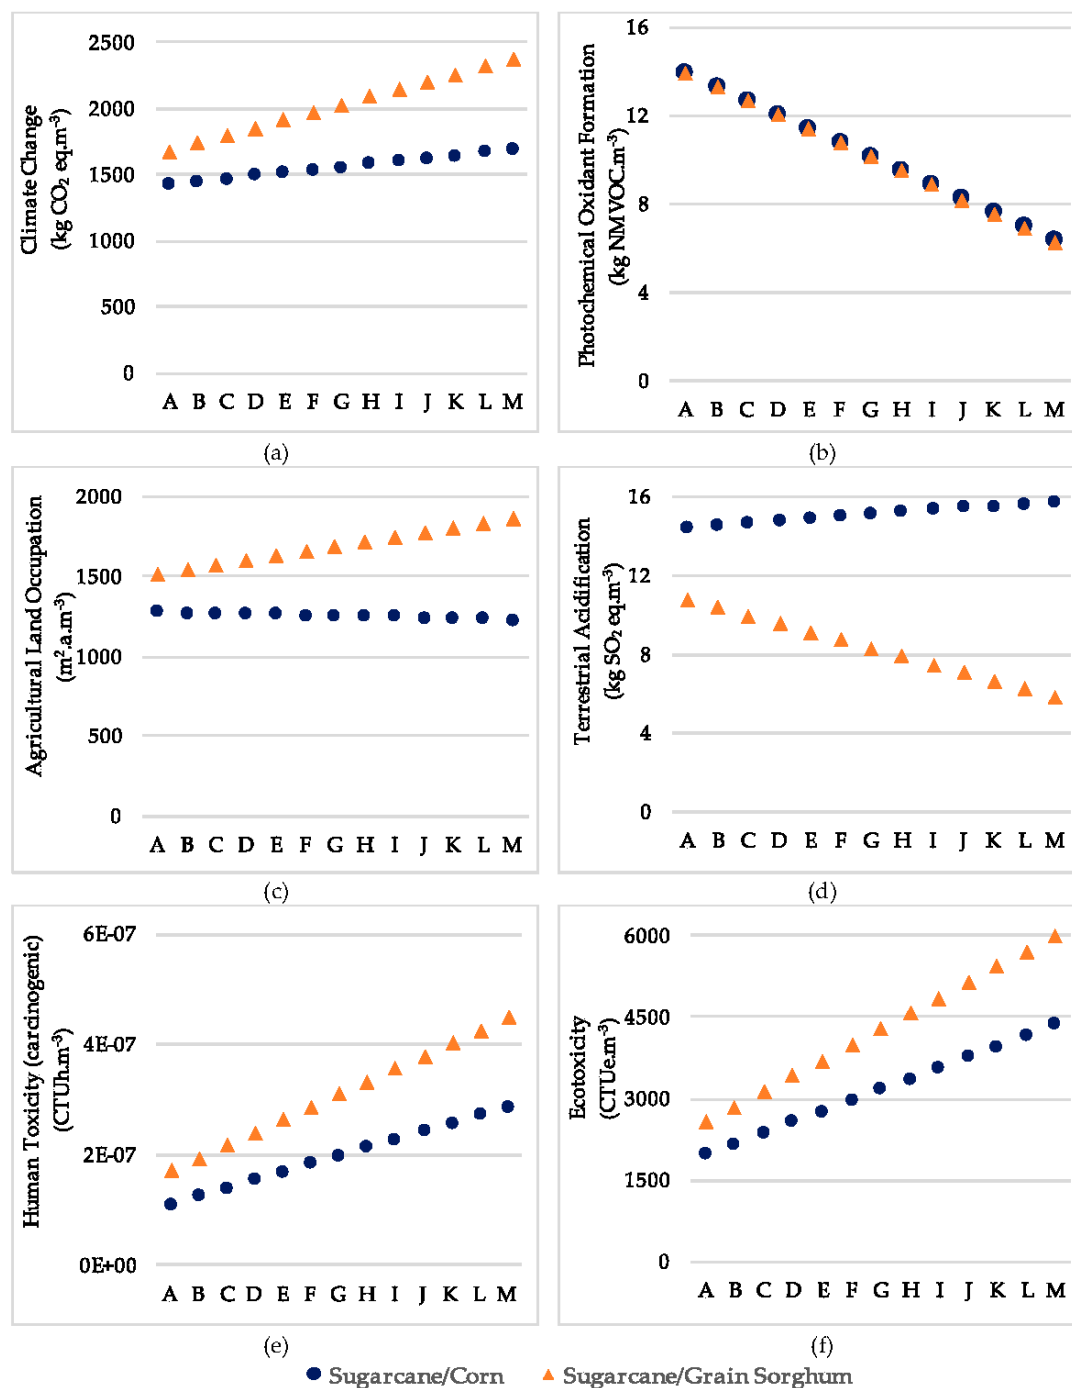 Climate Change
(kg CO₂ eq.m⁻³)
2500
2000
1500
1000
500
0
A B C D E F G H I J K L M
(a)
Photochemical Oxidant Formation
(kg NMVOC.m⁻³)
16
12
8
4
0
A B C D E F G H I J K L M
(b)
Agricultural Land Occupation
(m².a.m⁻³)
2000
1500
1000
500
0
A B C D E F G H I J K L M
(c)
Terrestrial Acidification
(kg SO₂ eq.m⁻³)
16
12
8
4
0
A B C D E F G H I J K L M
(d)
Human Toxicity (carcinogenic)
(CTUh.m⁻³)
6E-07
4E-07
2E-07
0E+00
A B C D E F G H I J K L M
(e)
Ecotoxicity
(CTUe.m⁻³)
6000
4500
3000
1500
0
A B C D E F G H I J K L M
(f)
Sugarcane/Corn
Sugarcane/Grain Sorghum